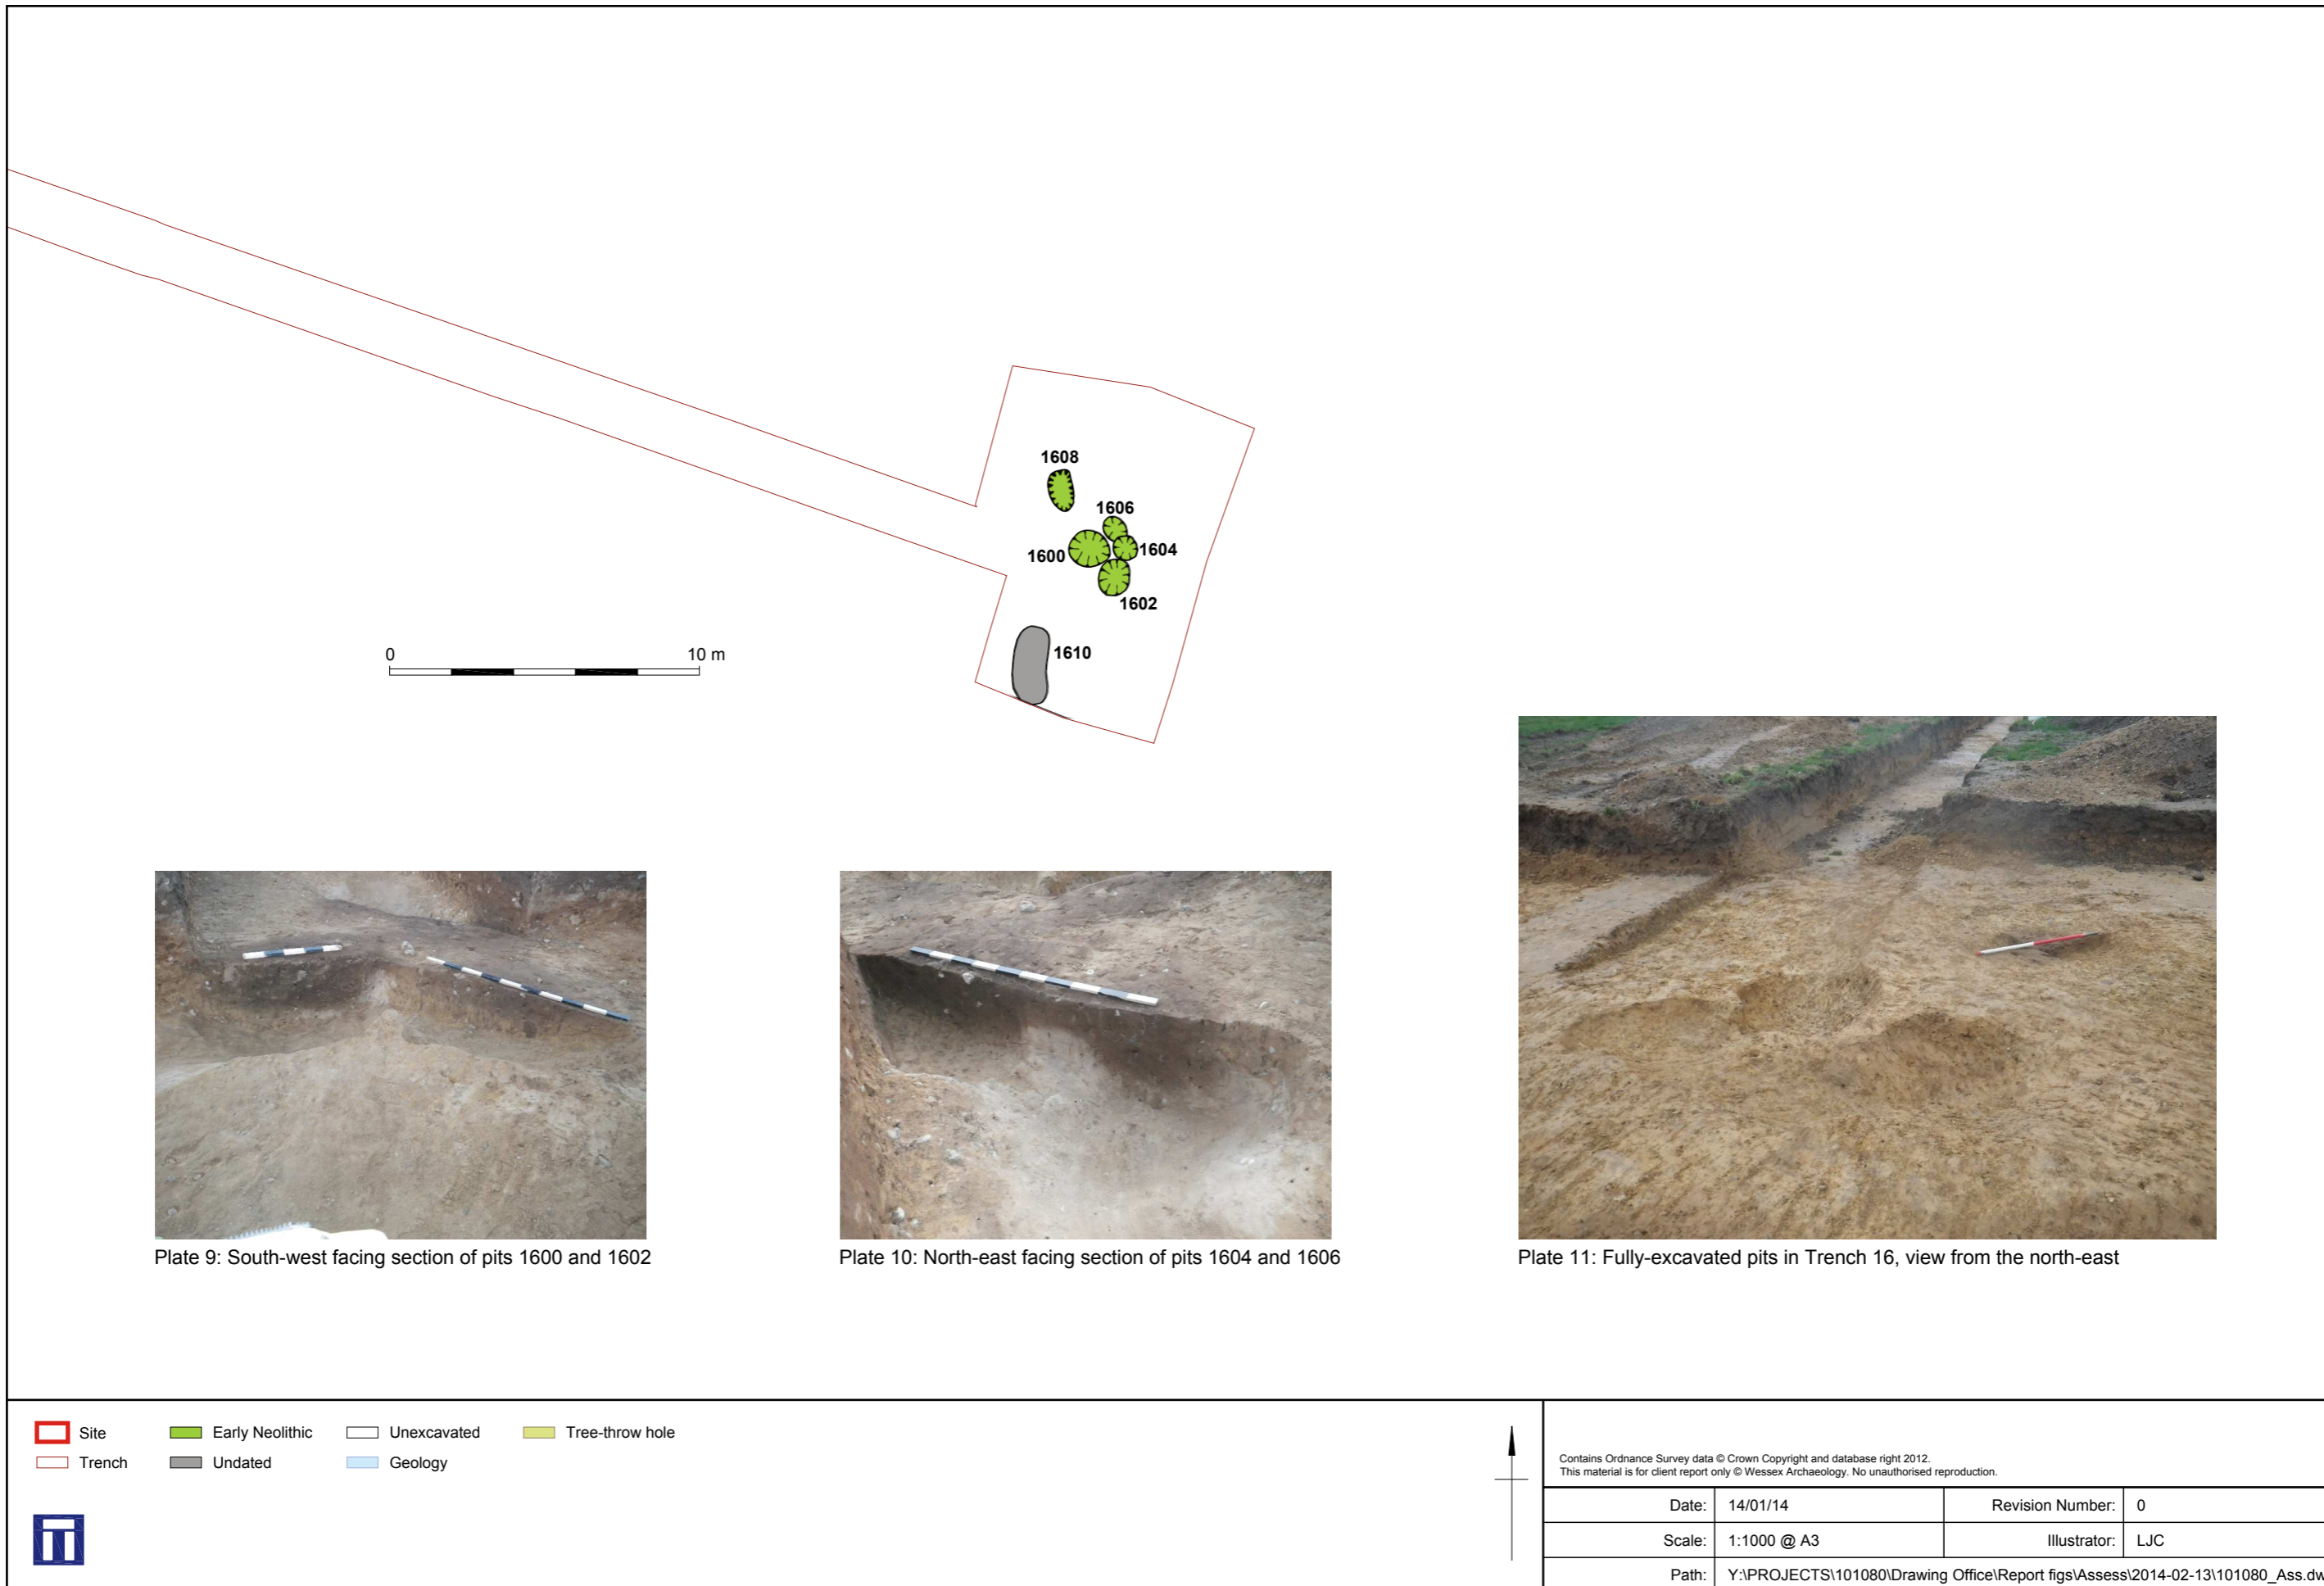 1608
1606
1600
1604
1602
1610
0 10 m
Plate 9: South-west facing section of pits 1600 and 1602
Plate 10: North-east facing section of pits 1604 and 1606
Plate 11: Fully-excavated pits in Trench 16, view from the north-east
Site Early Neolithic Unexcavated Tree-throw hole
Trench Undated Geology
Contains Ordnance Survey data © Crown Copyright and database right 2012.
This material is for client report only © Wessex Archaeology. No unauthorised reproduction.
Date: 14/01/14 Revision Number: 0
Scale: 1:1000 @ A3 Illustrator: LJC
Path: Y:\PROJECTS\101080\Drawing Office\Report figs\Assess\2014-02-13\101080_Ass.dw